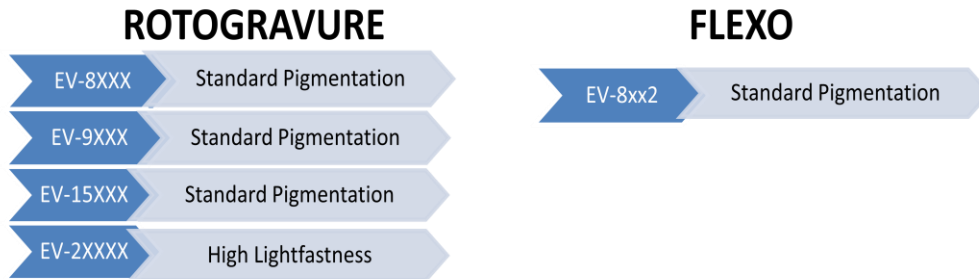 ROTOGRAVURE
EV-8XXX Standard Pigmentation
EV-9XXX Standard Pigmentation
EV-15XXX Standard Pigmentation
EV-2XXXX High Lightfastness
FLEXO
EV-8xx2 Standard Pigmentation